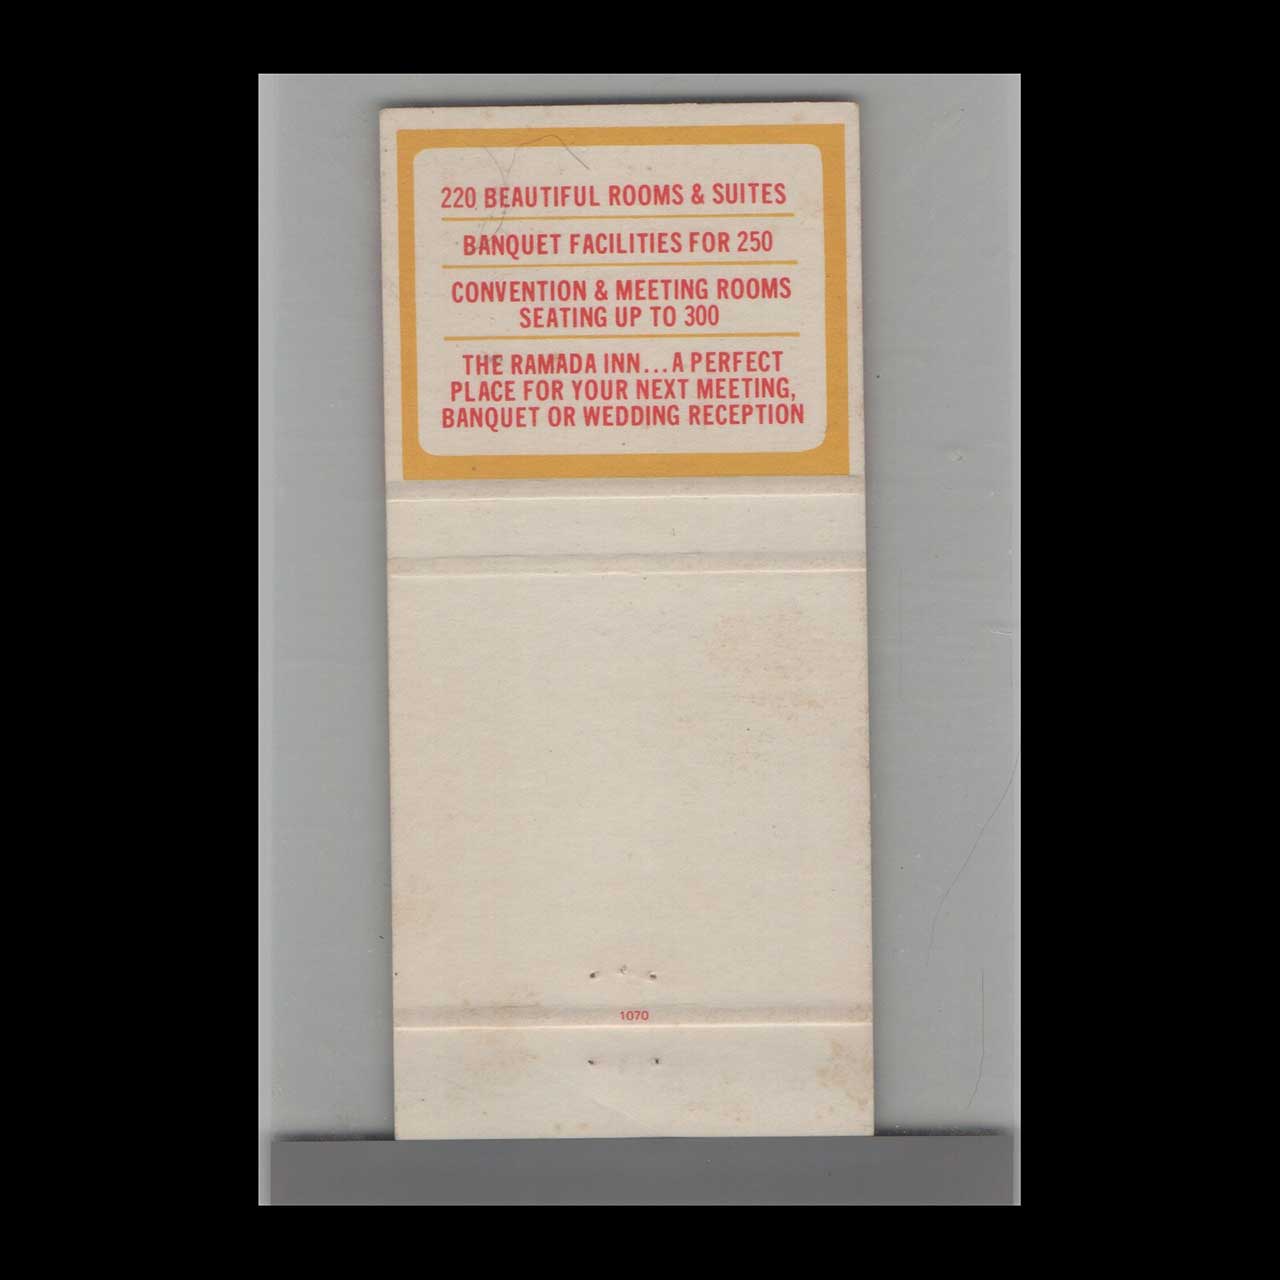 220 BEAUTIFUL ROOMS & SUITES
BANQUET FACILITIES FOR 250
CONVENTION & MEETING ROOMS
SEATING UP TO 300
THE RAMADA INN...A PERFECT
PLACE FOR YOUR NEXT MEETING,
BANQUET OR WEDDING RECEPTION
1070